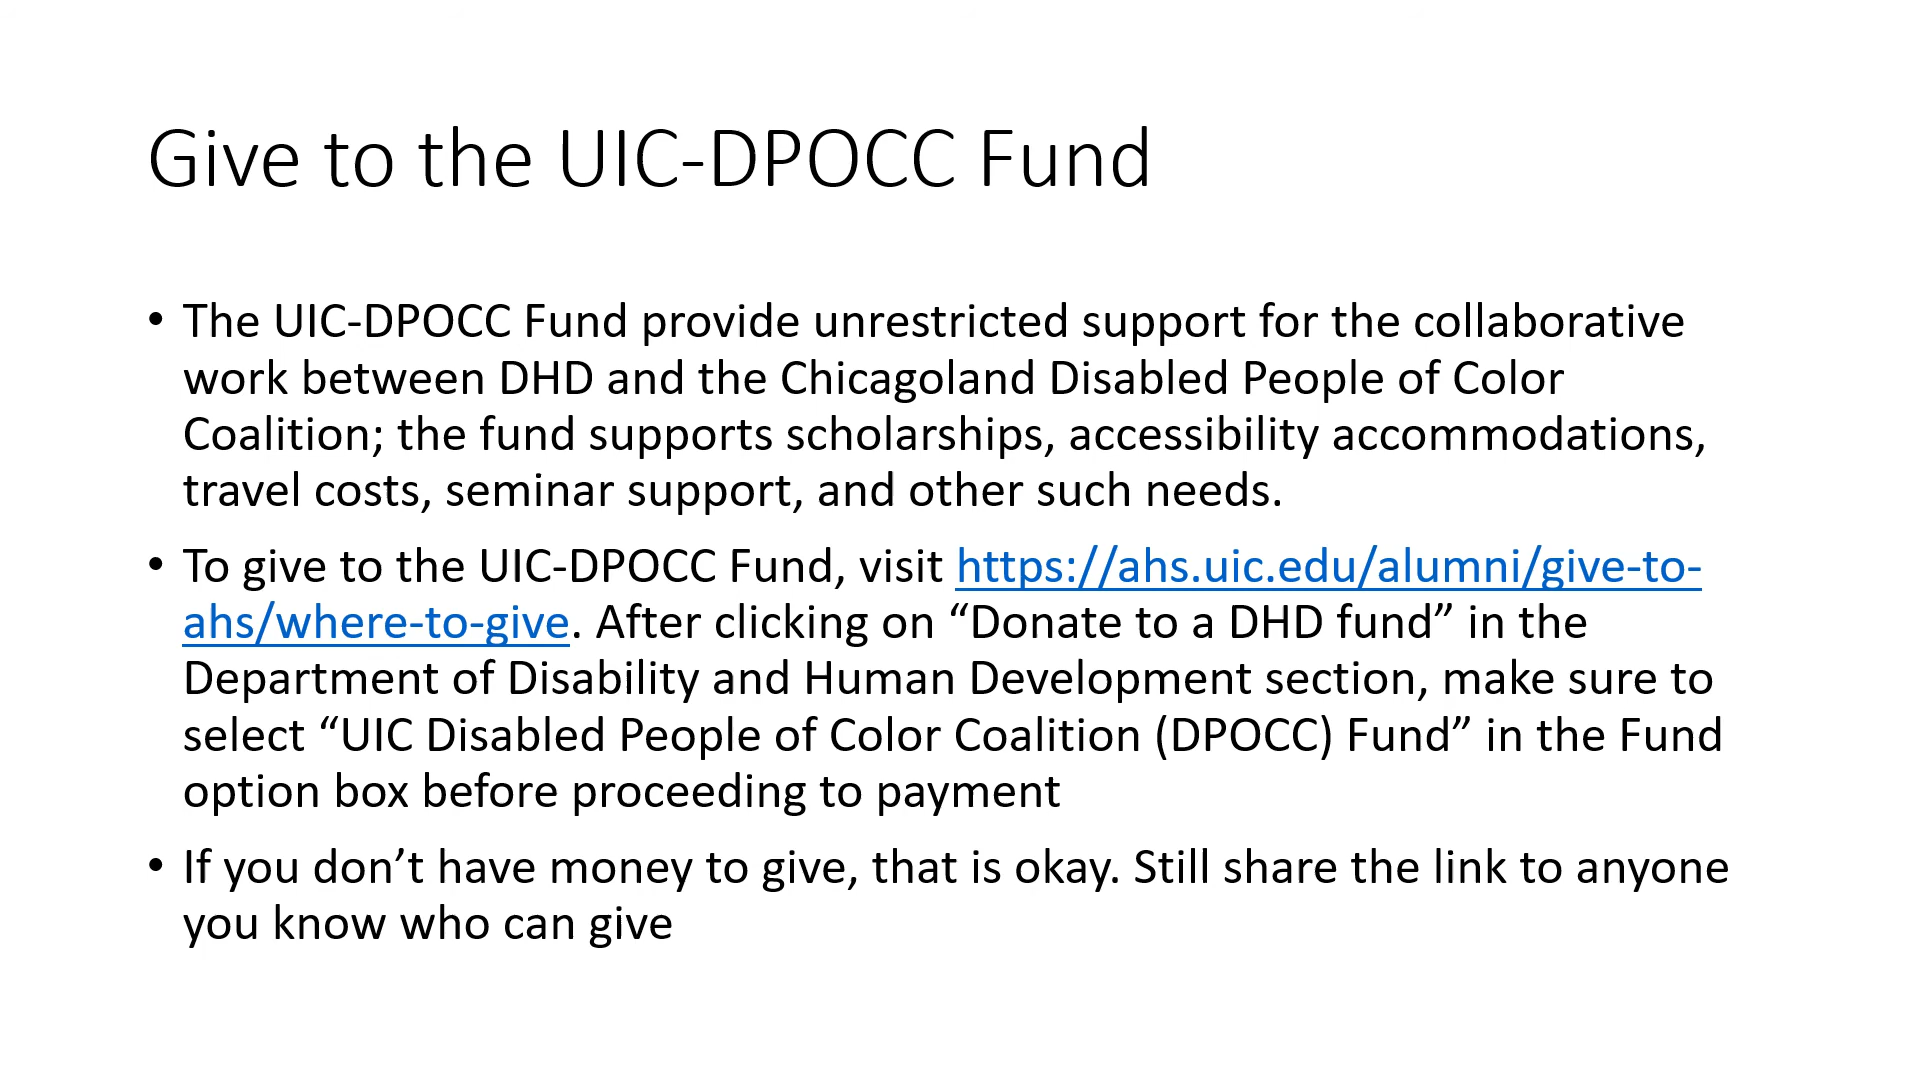 Give to the UIC-DPOCC Fund
• The UIC-DPOCC Fund provide unrestricted support for the collaborative
work between DHD and the Chicagoland Disabled People of Color
Coalition; the fund supports scholarships, accessibility accommodations,
travel costs, seminar support, and other such needs.
• To give to the UIC-DPOCC Fund, visit https://ahs.uic.edu/alumni/give-to-
ahs/where-to-give. After clicking on “Donate to a DHD fund” in the
Department of Disability and Human Development section, make sure to
select “UIC Disabled People of Color Coalition (DPOCC) Fund” in the Fund
option box before proceeding to payment
• If you don’t have money to give, that is okay. Still share the link to anyone
you know who can give